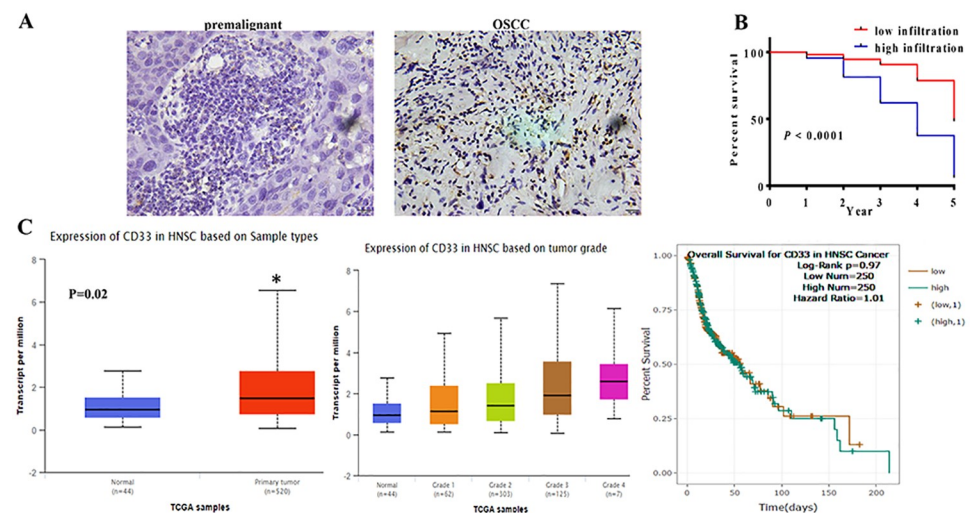 A
premalignant
OSCC
B
low infiltration
high infiltration
Percent survival
100
50
0
P < 0.0001
0 1 2 3 4 5
Year
C
Expression of CD33 in HNSC based on Sample types
Transcript per million
8
6
4
2
0
-2
P=0.02
*
Normal
(n=44)
Primary tumor
(n=520)
TCGA samples
Expression of CD33 in HNSC based on tumor grade
Transcript per million
8
6
4
2
0
-2
Normal
(n=44)
Grade 1
(n=62)
Grade 2
(n=303)
Grade 3
(n=125)
Grade 4
(n=7)
TCGA samples
Overall Survival for CD33 in HNSC Cancer
Log-Rank p=0.97
Low Num=250
High Num=250
Hazard Ratio=1.01
Percent Survival
1.00
0.75
0.50
0.25
0.00
0 50 100 150 200
Time(days)
low
high
(low,1)
(high,1)